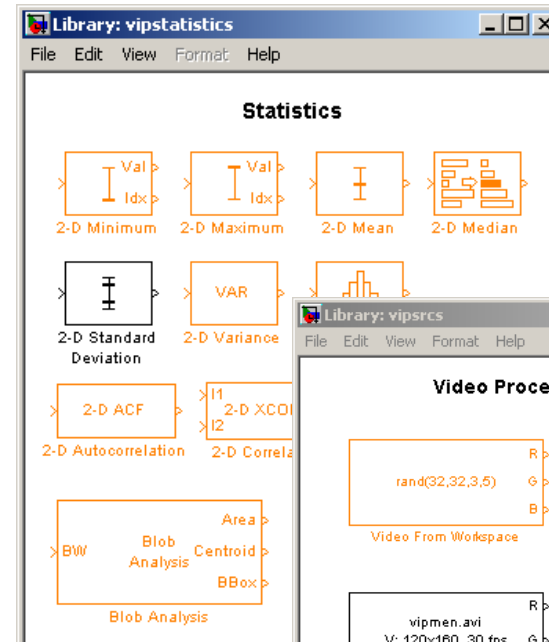 Library: vipstatistics
File Edit View Format Help
Statistics
Val
Idx
2-D Minimum
Val
Idx
2-D Maximum
2-D Mean
2-D Median
2-D Standard
Deviation
VAR
2-D Variance
2-D ACF
2-D Autocorrelation
I1
I2
2-D XCO
2-D Correla
BW
Blob
Analysis
Area
Centroid
BBox
Blob Analysis
Library: vipsrcs
File Edit View Format Help
Video Proce
rand(32,32,3,5)
R
G
B
Video From Workspace
vipmen.avi
V: 120x160, 30 fps
R
G